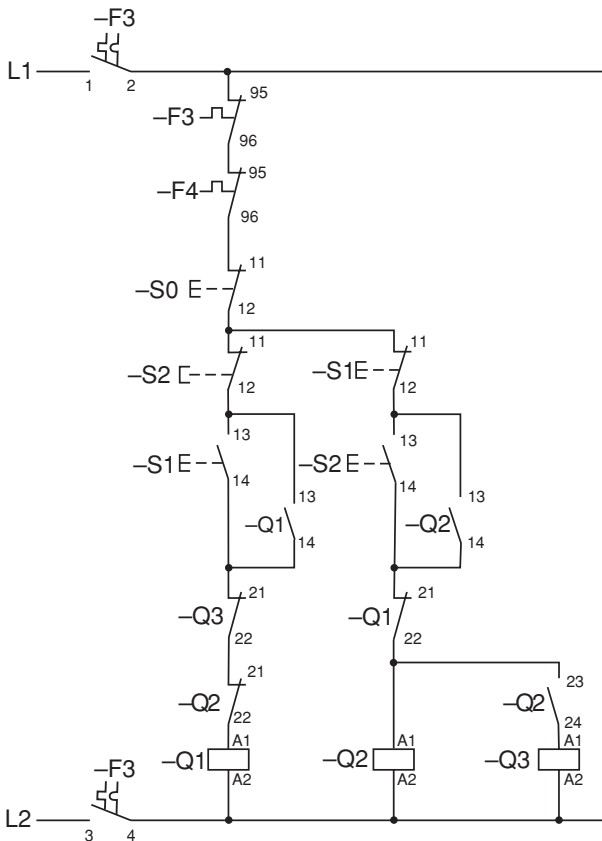 –F3
L1
1 2
95
–F3
96
95
–F4
96
11
–S0
12
11 11
–S2 –S1
12 12
13 13
–S1 –S2
14 14
13 13
–Q1 –Q2
14 14
21 21
–Q3 –Q1
22 22
21 23
–Q2 –Q2
22 24
A1 A1 A1
–Q1 –Q2 –Q3
A2 A2 A2
–F3
L2
3 4